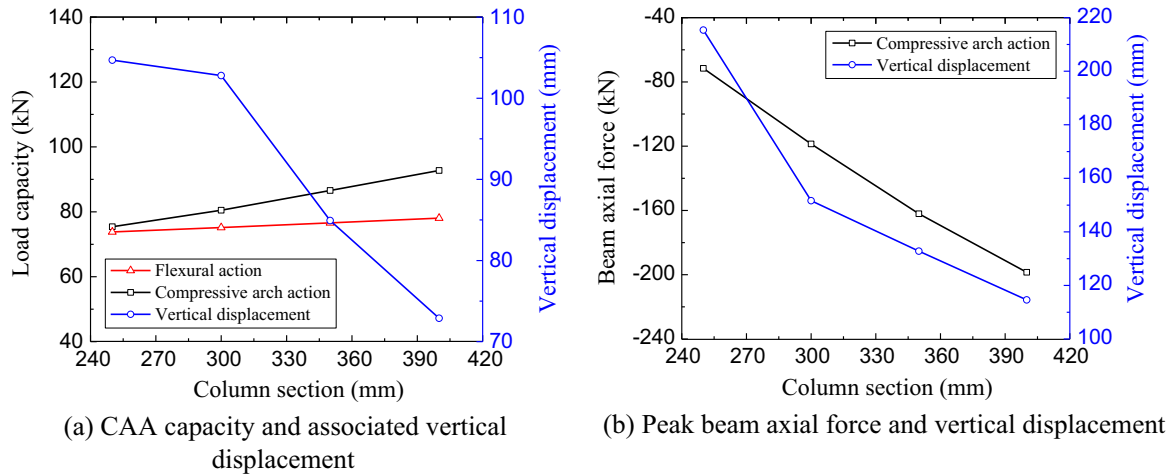 140
120
100
80
60
40
Load capacity (kN)
110
100
90
80
70
Vertical displacement (mm)
Flexural action
Compressive arch action
Vertical displacement
240 270 300 330 360 390 420
Column section (mm)
(a) CAA capacity and associated vertical
displacement
-40
-80
-120
-160
-200
-240
Beam axial force (kN)
220
200
180
160
140
120
100
Vertical displacement (mm)
Compressive arch action
Vertical displacement
240 270 300 330 360 390 420
Column section (mm)
(b) Peak beam axial force and vertical displacement